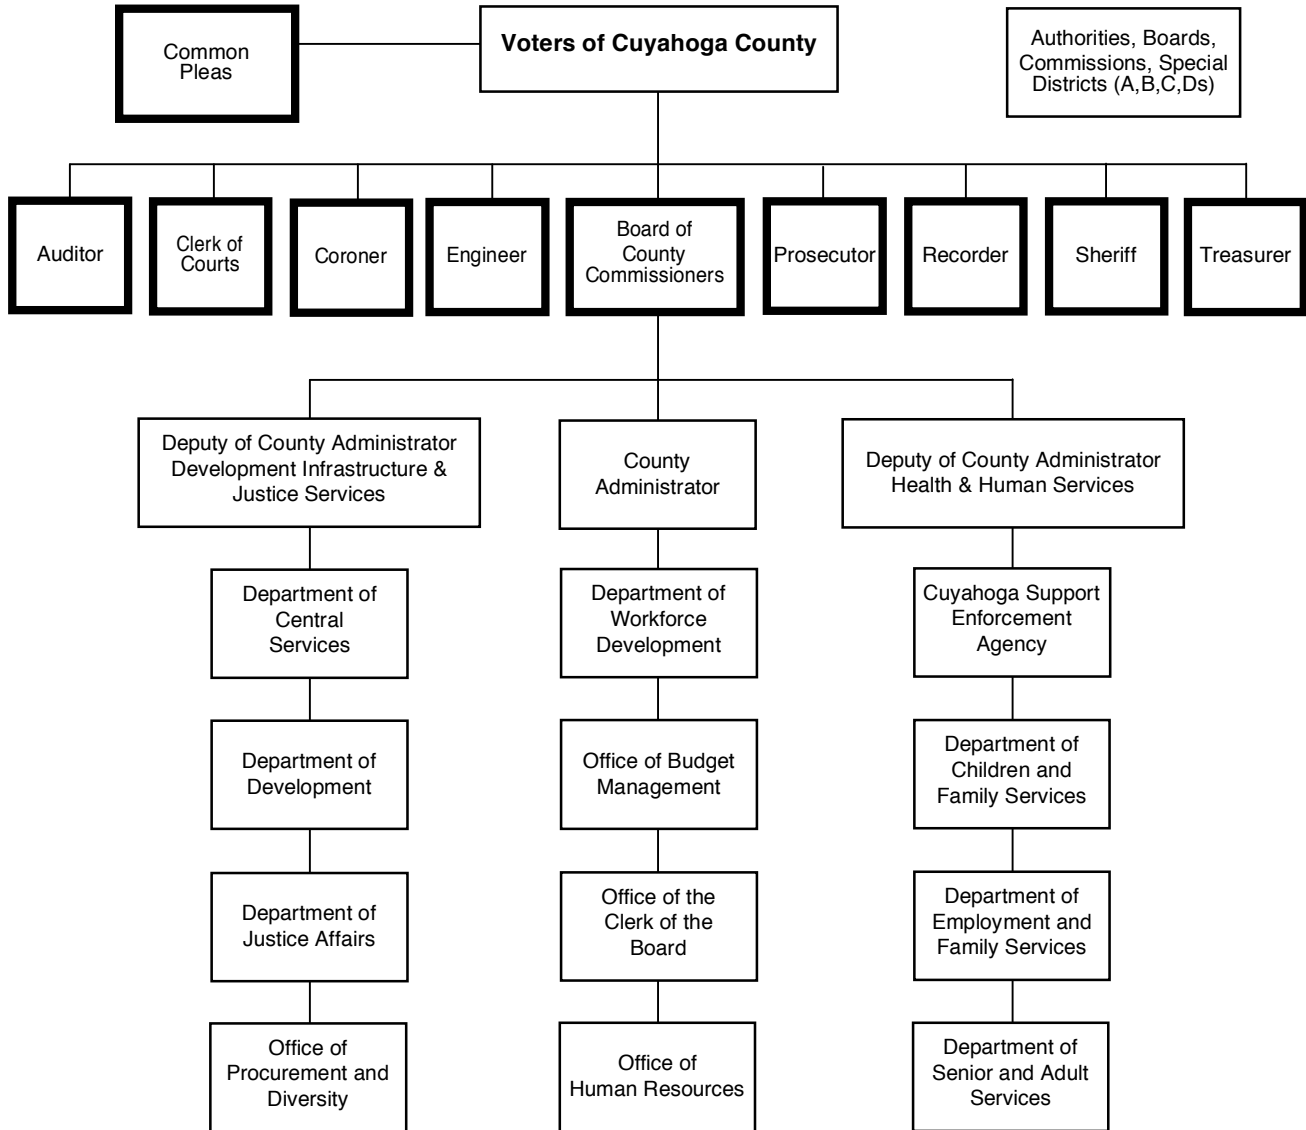 Common
Pleas
Voters of Cuyahoga County
Authorities, Boards,
Commissions, Special
Districts (A,B,C,Ds)
Auditor
Clerk of
Courts
Coroner
Engineer
Board of
County
Commissioners
Prosecutor
Recorder
Sheriff
Treasurer
Deputy of County Administrator
Development Infrastructure &
Justice Services
County
Administrator
Deputy of County Administrator
Health & Human Services
Department of
Central
Services
Department of
Workforce
Development
Cuyahoga Support
Enforcement
Agency
Department of
Development
Office of Budget
Management
Department of
Children and
Family Services
Department of
Justice Affairs
Office of the
Clerk of the
Board
Department of
Employment and
Family Services
Office of
Procurement and
Diversity
Office of
Human Resources
Department of
Senior and Adult
Services